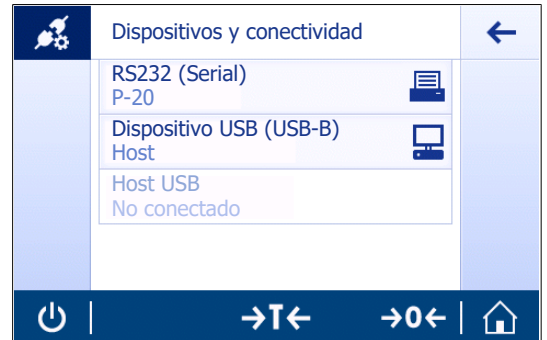 Dispositivos y conectividad
RS232 (Serial)
P-20
Dispositivo USB (USB-B)
Host
Host USB
No conectado
→T← →0←